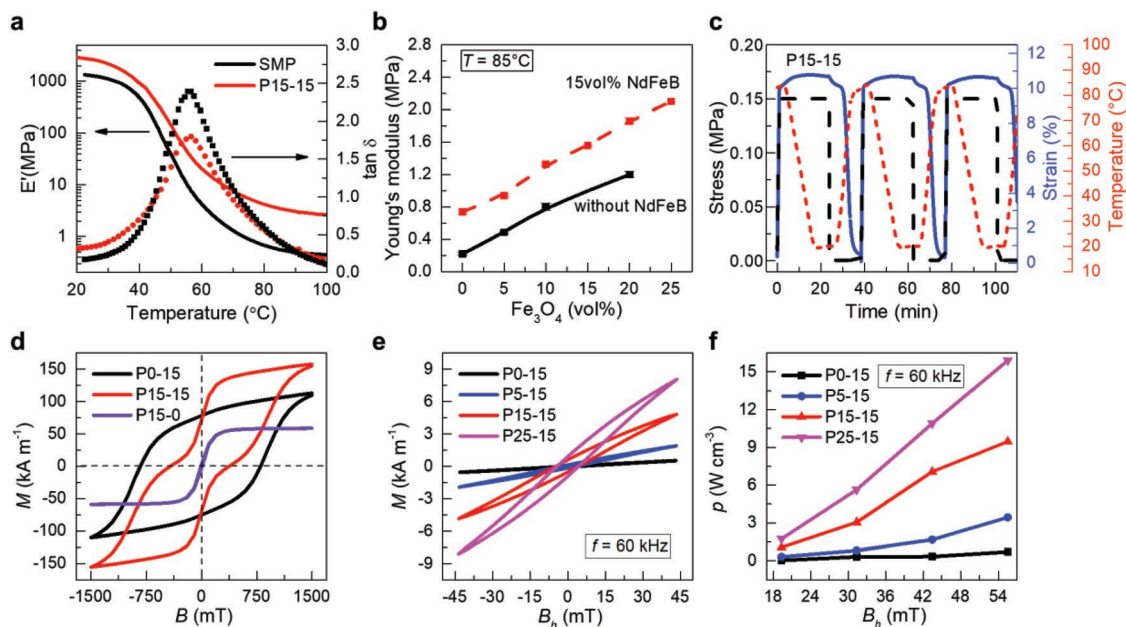 a
SMP
P15-15
E'(MPa)
1000
100
10
1
tan δ
3.0
2.5
2.0
1.5
1.0
0.5
0.0
20 40 60 80 100
Temperature (°C)
b
T = 85°C
15vol% NdFeB
without NdFeB
Young's modulus (MPa)
2.8
2.4
2.0
1.6
1.2
0.8
0.4
0.0
0 5 10 15 20 25
Fe3O4 (vol%)
c
P15-15
Stress (MPa)
0.20
0.15
0.10
0.05
0.00
Strain (%)
12
10
8
6
4
2
0
Temperature (°C)
100
90
80
70
60
50
40
30
20
10
0 20 40 60 80 100
Time (min)
d
P0-15
P15-15
P15-0
M (kA m⁻¹)
150
100
50
0
-50
-100
-150
-1500 -750 0 750 1500
B (mT)
e
P0-15
P5-15
P15-15
P25-15
f = 60 kHz
M (kA m⁻¹)
9
6
3
0
-3
-6
-9
-45 -30 -15 0 15 30 45
Bh (mT)
f
P0-15
P5-15
P15-15
P25-15
f = 60 kHz
p (W cm⁻³)
15
12
9
6
3
0
18 24 30 36 42 48 54
Bh (mT)